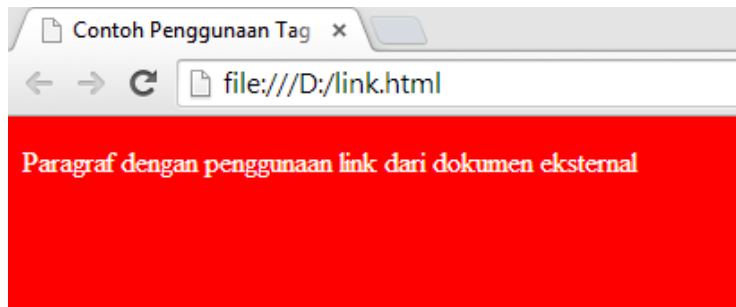 Contoh Penggunaan Tag
file:///D:/link.html
Paragraf dengan penggunaan link dari dokumen eksternal